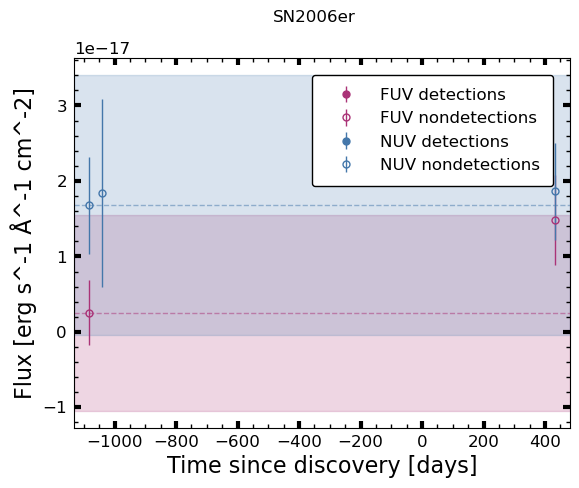 SN2006er
1e−17
FUV detections
FUV nondetections
NUV detections
NUV nondetections
3
2
1
0
−1
Flux [erg s^-1 Å^-1 cm^-2]
−1000 −800 −600 −400 −200 0 200 400
Time since discovery [days]